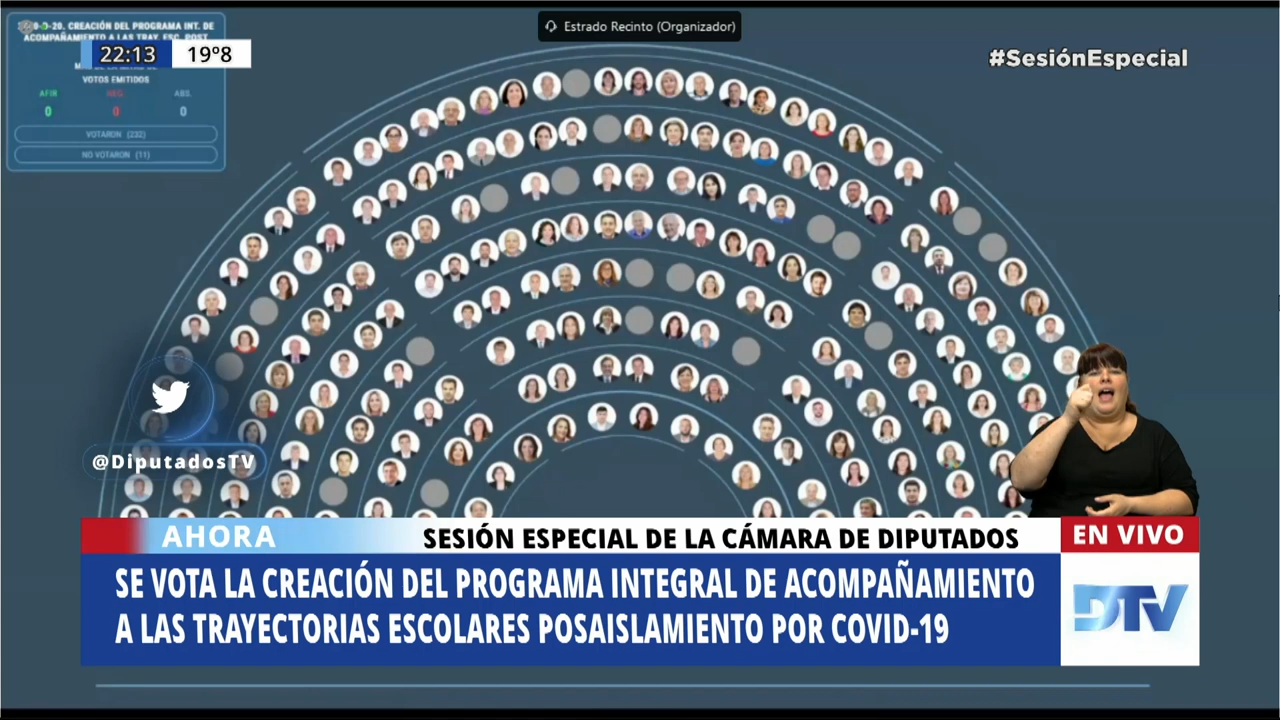 -D-20. CREACIÓN DEL PROGRAMA INT. DE
ACOMPAÑAMIENTO A LAS TRAY. ESC. POST
22:13
19°8
VOTOS EMITIDOS
AFIR
NEG.
ABS.
0
0
0
VOTARON (232)
NO VOTARON (11)
Estrado Recinto (Organizador)
#SesiónEspecial
@DiputadosTV
AHORA
SESIÓN ESPECIAL DE LA CÁMARA DE DIPUTADOS
EN VIVO
SE VOTA LA CREACIÓN DEL PROGRAMA INTEGRAL DE ACOMPAÑAMIENTO
A LAS TRAYECTORIAS ESCOLARES POSAISLAMIENTO POR COVID-19
DTV